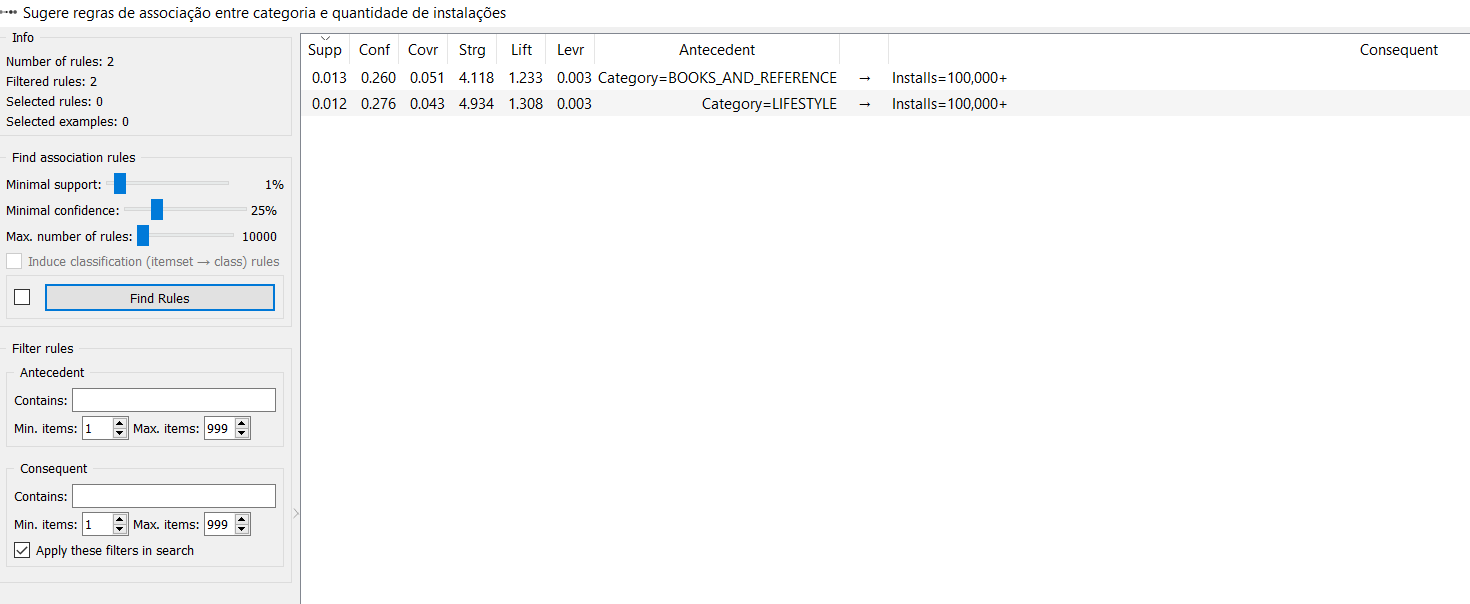 Sugere regras de associação entre categoria e quantidade de instalações
Info
Number of rules: 2
Filtered rules: 2
Selected rules: 0
Selected examples: 0
Find association rules
Minimal support: 1%
Minimal confidence: 25%
Max. number of rules: 10000
Induce classification (itemset → class) rules
Find Rules
Filter rules
Antecedent
Contains:
Min. items: 1 Max. items: 999
Consequent
Contains:
Min. items: 1 Max. items: 999
Apply these filters in search
Supp Conf Covr Strg Lift Levr Antecedent Consequent
0.013 0.260 0.051 4.118 1.233 0.003 Category=BOOKS_AND_REFERENCE → Installs=100,000+
0.012 0.276 0.043 4.934 1.308 0.003 Category=LIFESTYLE → Installs=100,000+